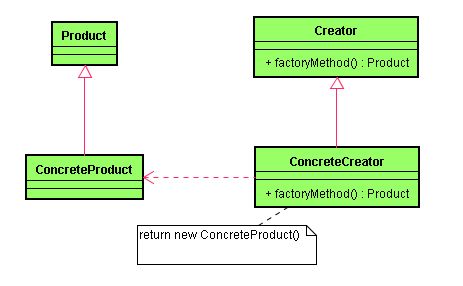 Product
Creator
+ factoryMethod() : Product
ConcreteProduct
ConcreteCreator
+ factoryMethod() : Product
return new ConcreteProduct()